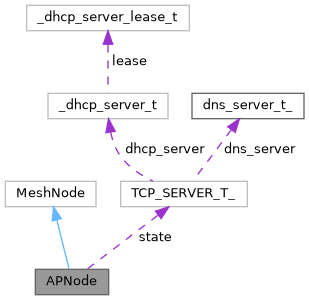 _dhcp_server_lease_t
lease
_dhcp_server_t
dns_server_t_
dhcp_server
dns_server
MeshNode
TCP_SERVER_T_
state
APNode